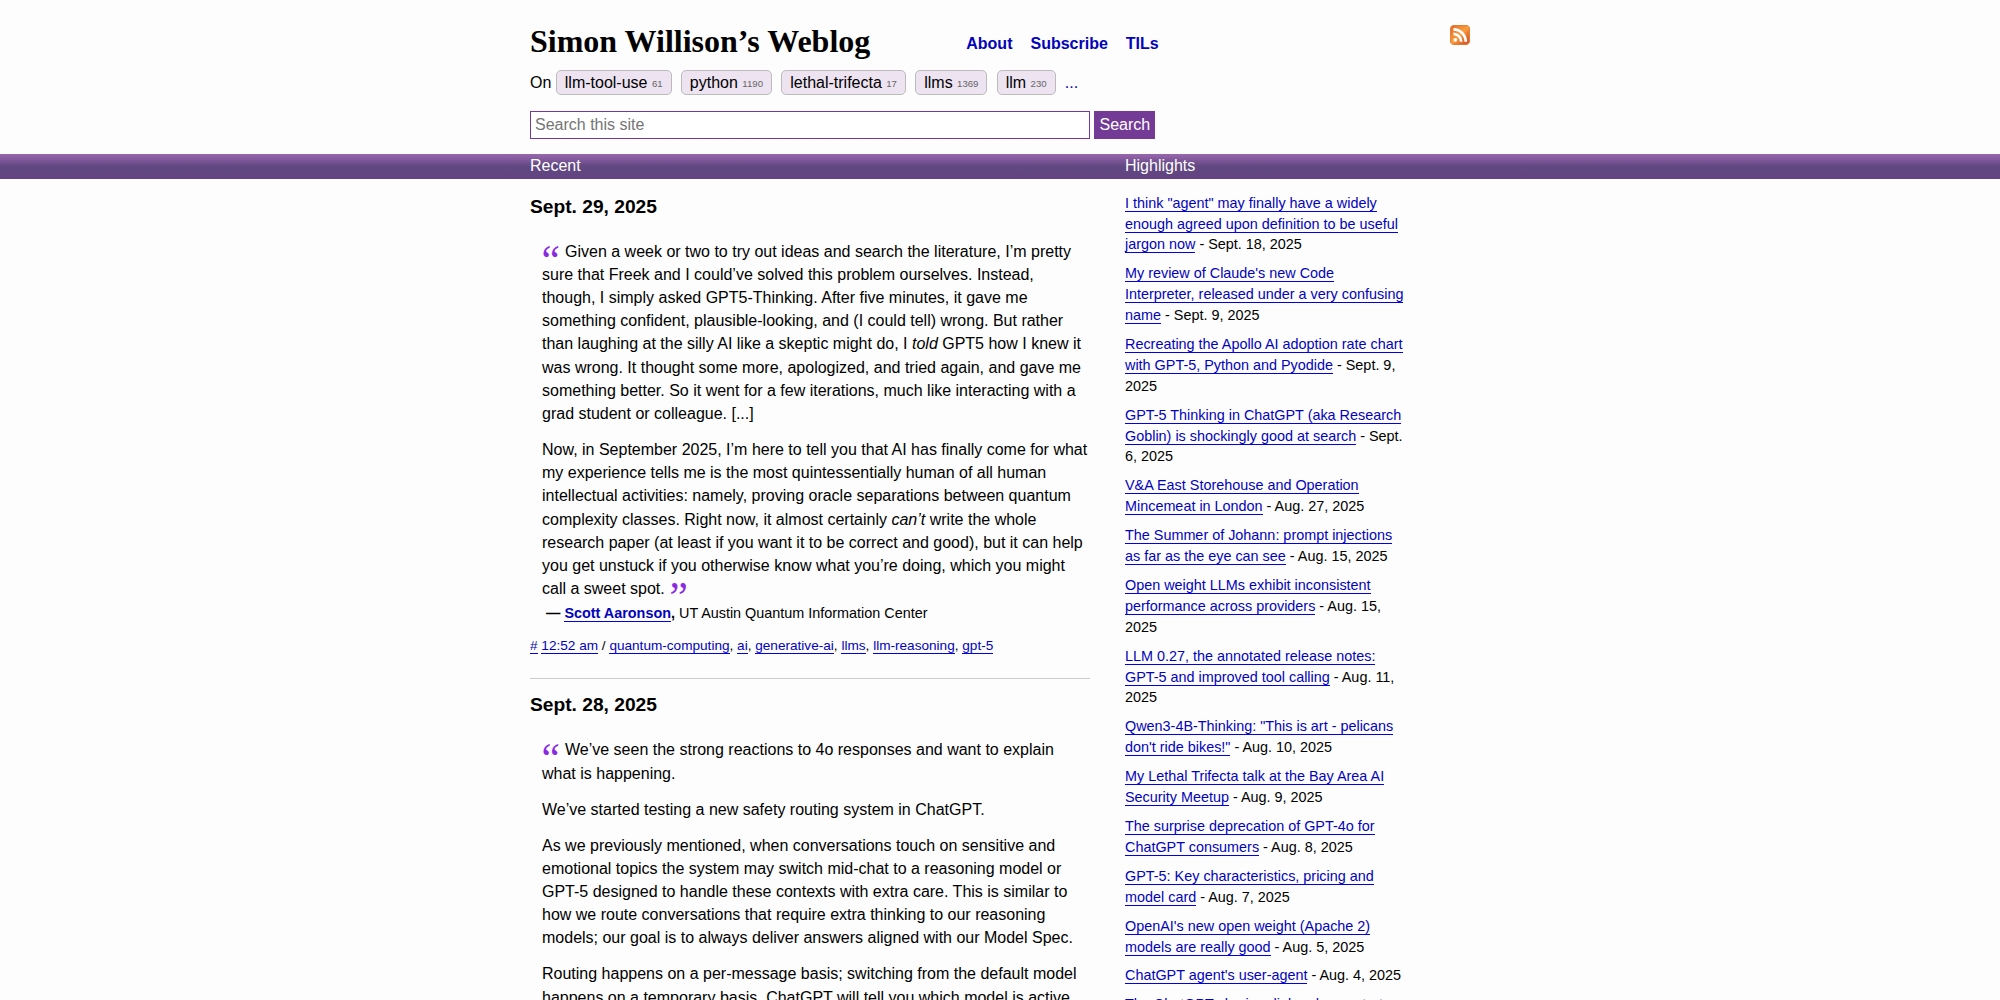 Simon Willison’s Weblog
About Subscribe TILs
On llm-tool-use 61 python 1190 lethal-trifecta 17 llms 1369 llm 230 ...
Search this site Search
Recent
Sept. 29, 2025
“ Given a week or two to try out ideas and search the literature, I’m pretty
sure that Freek and I could’ve solved this problem ourselves. Instead,
though, I simply asked GPT5-Thinking. After five minutes, it gave me
something confident, plausible-looking, and (I could tell) wrong. But rather
than laughing at the silly AI like a skeptic might do, I told GPT5 how I knew it
was wrong. It thought some more, apologized, and tried again, and gave me
something better. So it went for a few iterations, much like interacting with a
grad student or colleague. [...]
Now, in September 2025, I’m here to tell you that AI has finally come for what
my experience tells me is the most quintessentially human of all human
intellectual activities: namely, proving oracle separations between quantum
complexity classes. Right now, it almost certainly can’t write the whole
research paper (at least if you want it to be correct and good), but it can help
you get unstuck if you otherwise know what you’re doing, which you might
call a sweet spot. ”
— Scott Aaronson, UT Austin Quantum Information Center
# 12:52 am / quantum-computing, ai, generative-ai, llms, llm-reasoning, gpt-5
Sept. 28, 2025
“ We’ve seen the strong reactions to 4o responses and want to explain
what is happening.
We’ve started testing a new safety routing system in ChatGPT.
As we previously mentioned, when conversations touch on sensitive and
emotional topics the system may switch mid-chat to a reasoning model or
GPT-5 designed to handle these contexts with extra care. This is similar to
how we route conversations that require extra thinking to our reasoning
models; our goal is to always deliver answers aligned with our Model Spec.
Routing happens on a per-message basis; switching from the default model
happens on a temporary basis. ChatGPT will tell you which model is active
Highlights
I think "agent" may finally have a widely
enough agreed upon definition to be useful
jargon now - Sept. 18, 2025
My review of Claude's new Code
Interpreter, released under a very confusing
name - Sept. 9, 2025
Recreating the Apollo AI adoption rate chart
with GPT-5, Python and Pyodide - Sept. 9,
2025
GPT-5 Thinking in ChatGPT (aka Research
Goblin) is shockingly good at search - Sept.
6, 2025
V&A East Storehouse and Operation
Mincemeat in London - Aug. 27, 2025
The Summer of Johann: prompt injections
as far as the eye can see - Aug. 15, 2025
Open weight LLMs exhibit inconsistent
performance across providers - Aug. 15,
2025
LLM 0.27, the annotated release notes:
GPT-5 and improved tool calling - Aug. 11,
2025
Qwen3-4B-Thinking: "This is art - pelicans
don't ride bikes!" - Aug. 10, 2025
My Lethal Trifecta talk at the Bay Area AI
Security Meetup - Aug. 9, 2025
The surprise deprecation of GPT-4o for
ChatGPT consumers - Aug. 8, 2025
GPT-5: Key characteristics, pricing and
model card - Aug. 7, 2025
OpenAI's new open weight (Apache 2)
models are really good - Aug. 5, 2025
ChatGPT agent's user-agent - Aug. 4, 2025